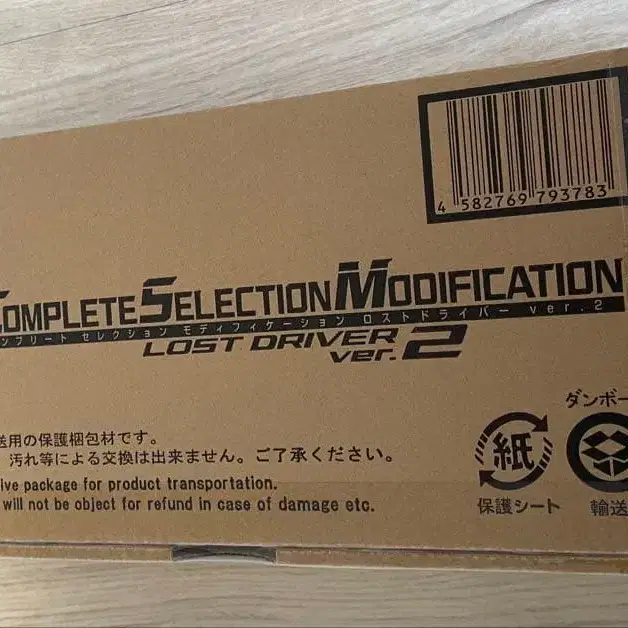 4 582769 793783
COMPLETE SELECTION MODIFICATION
ンプリート セレクション モディフィケーション ロストドライバー ver.2
LOST DRIVER
ver.2
ダンボー
送用の保護梱包材です。
汚れ等による交換は出来ません。ご了承ください。
ive package for product transportation.
will not be object for refund in case of damage etc.
紙
保護シート
輸送